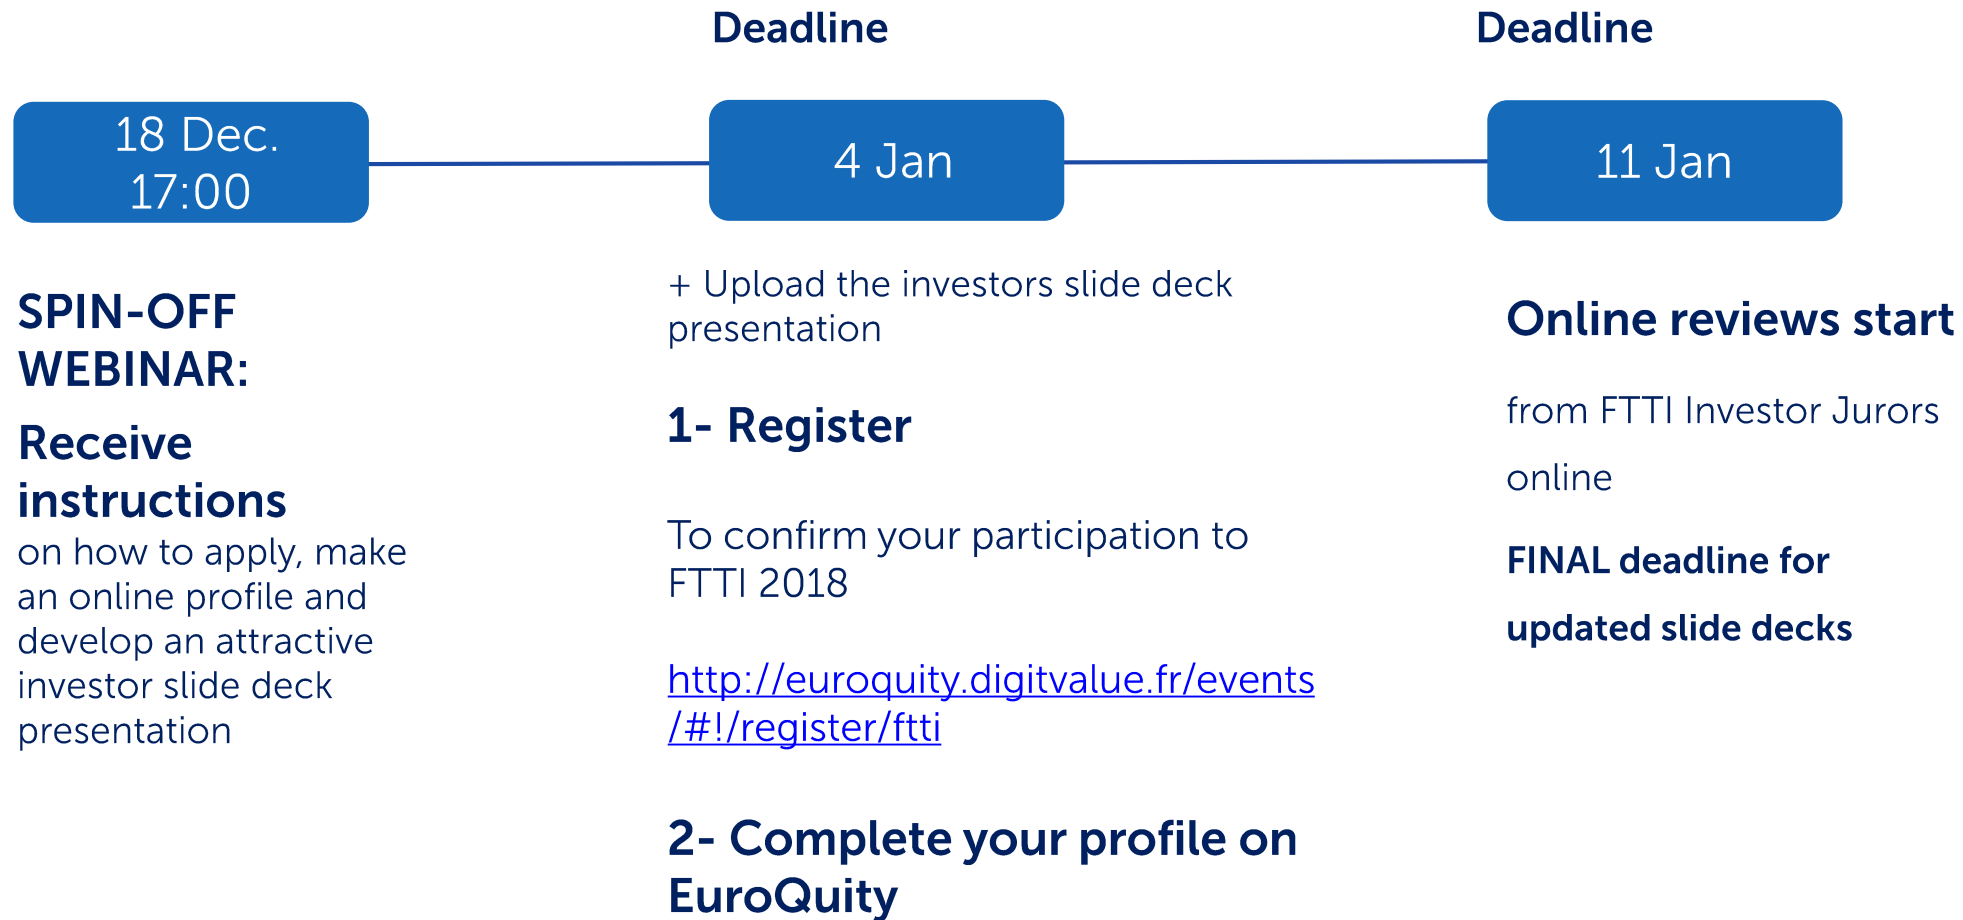 Deadline
Deadline
18 Dec.
17:00
4 Jan
11 Jan
SPIN-OFF
WEBINAR:
Receive
instructions
on how to apply, make
an online profile and
develop an attractive
investor slide deck
presentation
+ Upload the investors slide deck
presentation
1- Register
To confirm your participation to
FTTI 2018
http://euroquity.digitvalue.fr/events
/#!/register/ftti
2- Complete your profile on
EuroQuity
Online reviews start
from FTTI Investor Jurors
online
FINAL deadline for
updated slide decks